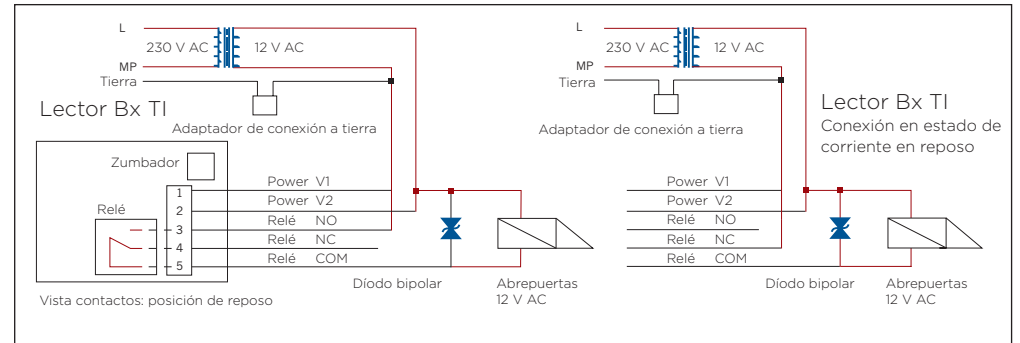 L
230 V AC
12 V AC
MP
Tierra
Lector Bx TI
Adaptador de conexión a tierra
Zumbador
Relé
1
2
3
4
5
Power V1
Power V2
Relé NO
Relé NC
Relé COM
Vista contactos: posición de reposo
Díodo bipolar
Abrepuertas
12 V AC
L
230 V AC
12 V AC
MP
Tierra
Adaptador de conexión a tierra
Lector Bx TI
Conexión en estado de
corriente en reposo
Power V1
Power V2
Relé NO
Relé NC
Relé COM
Díodo bipolar
Abrepuertas
12 V AC